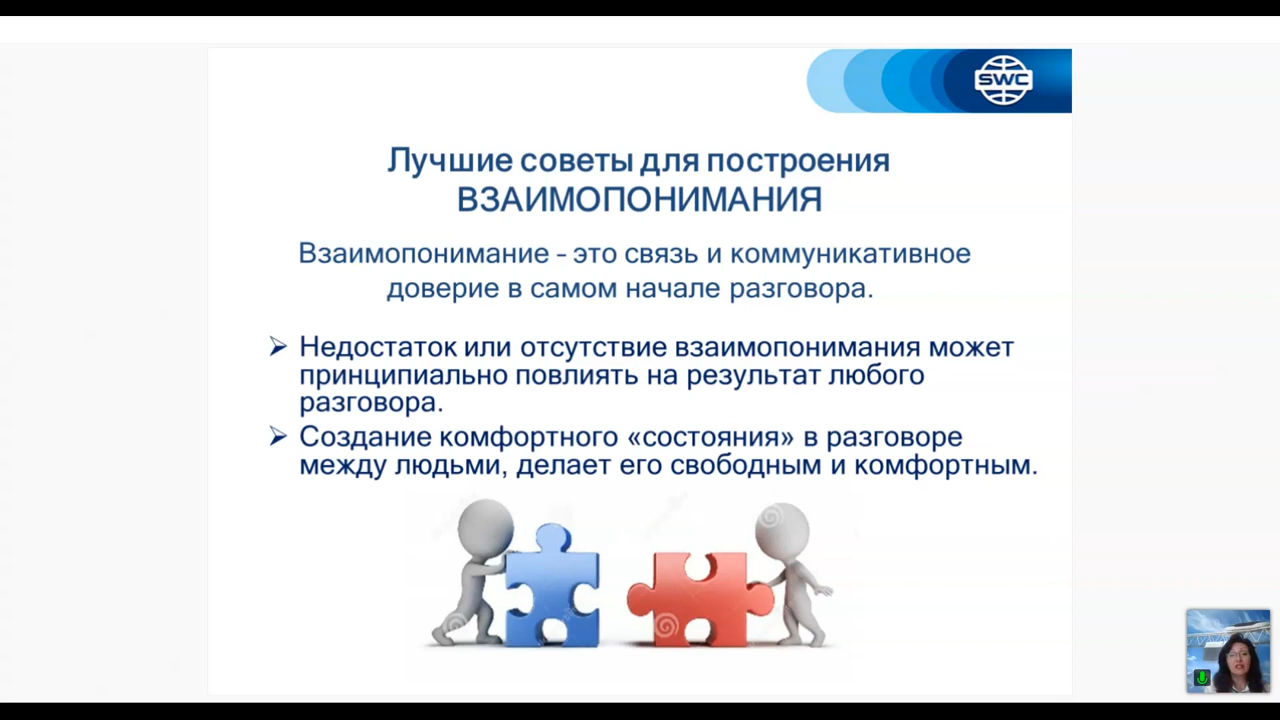 SWC
Лучшие советы для построения
ВЗАИМОПОНИМАНИЯ
Взаимопонимание - это связь и коммуникативное
доверие в самом начале разговора.
Недостаток или отсутствие взаимопонимания может
принципиально повлиять на результат любого
разговора.
Создание комфортного «состояния» в разговоре
между людьми, делает его свободным и комфортным.